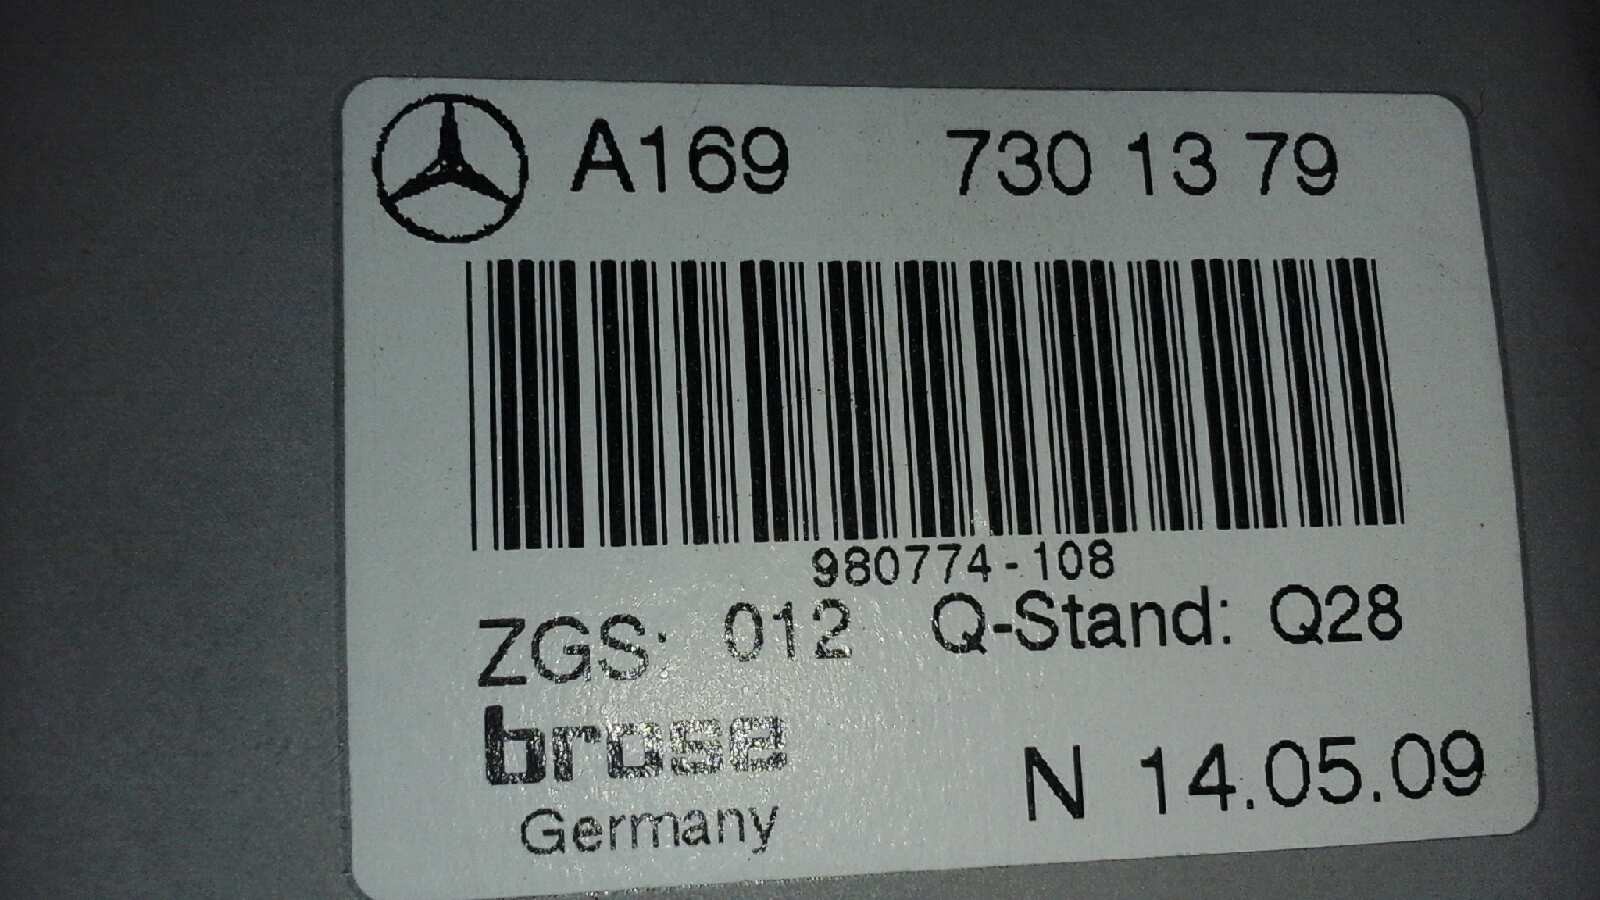 A169 730 13 79
980774-108
ZGS: 012 Q-Stand: Q28
brose
Germany
N 14.05.09